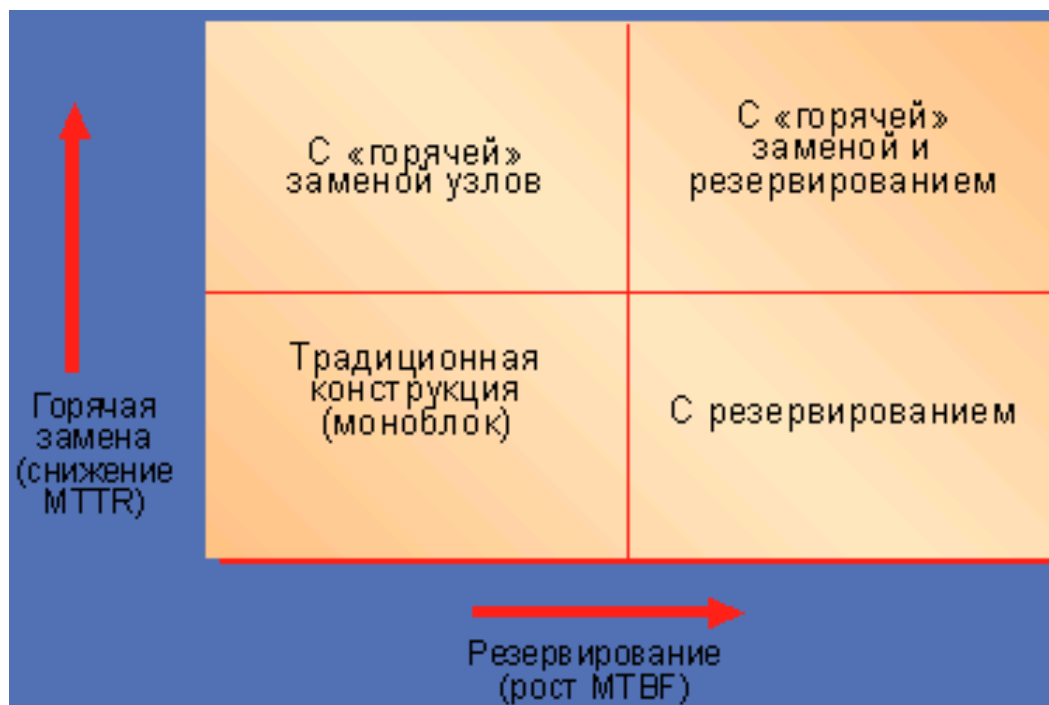 С «горячей»
заменой узлов
С «горячей»
заменой и
резервированием
Традиционная
конструкция
(моноблок)
С резервированием
Горячая
замена
(снижение
MTTR)
Резервирование
(рост MTBF)